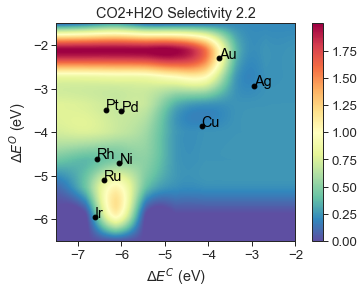 CO2+H2O Selectivity 2.2
−2
−3
−4
−5
−6
ΔE^O (eV)
Au
Ag
Pt
Pd
Cu
Rh
Ni
Ru
Ir
−7
−6
−5
−4
−3
−2
ΔE^C (eV)
1.75
1.50
1.25
1.00
0.75
0.50
0.25
0.00